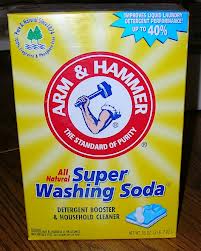 IMPROVES LIQUID LAUNDRY
DETERGENT PERFORMANCE
UP TO 40%
ARM & HAMMER
THE STANDARD OF PURITY
All
Natural
Super
Washing Soda
DETERGENT BOOSTER
& HOUSEHOLD CLEANER